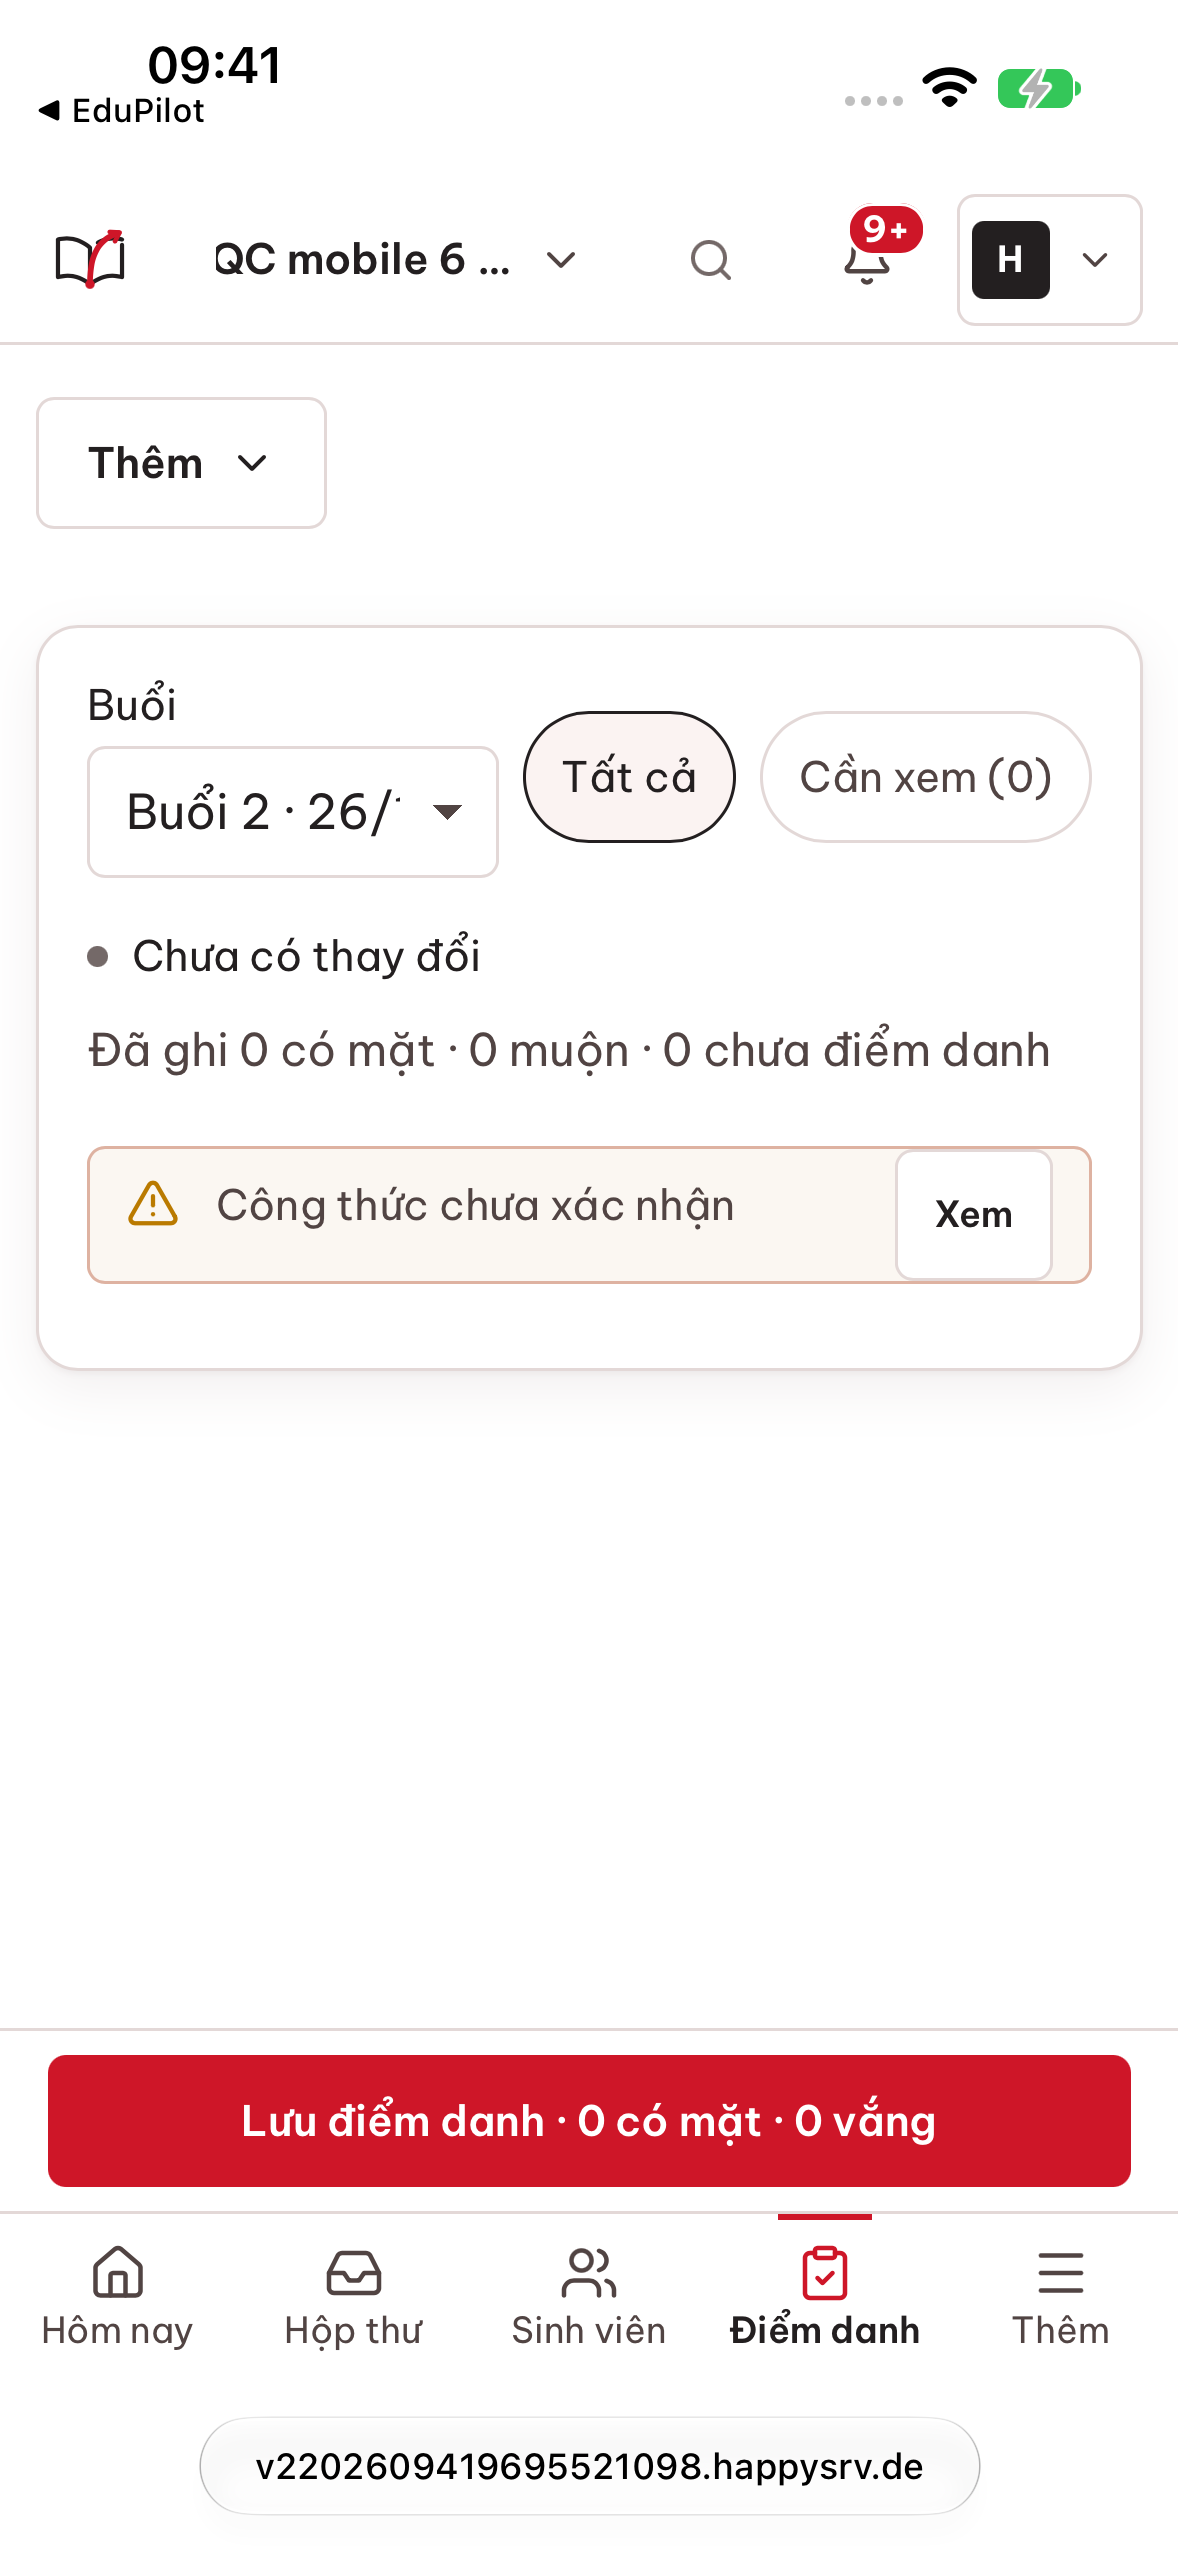 09:41
EduPilot
QC mobile 6 ...
9+
H
Thêm
Buổi
Buổi 2 · 26/
Tất cả
Cần xem (0)
Chưa có thay đổi
Đã ghi 0 có mặt · 0 muộn · 0 chưa điểm danh
Công thức chưa xác nhận
Xem
Lưu điểm danh · 0 có mặt · 0 vắng
Hôm nay
Hộp thư
Sinh viên
Điểm danh
Thêm
v2202609419695521098.happysrv.de